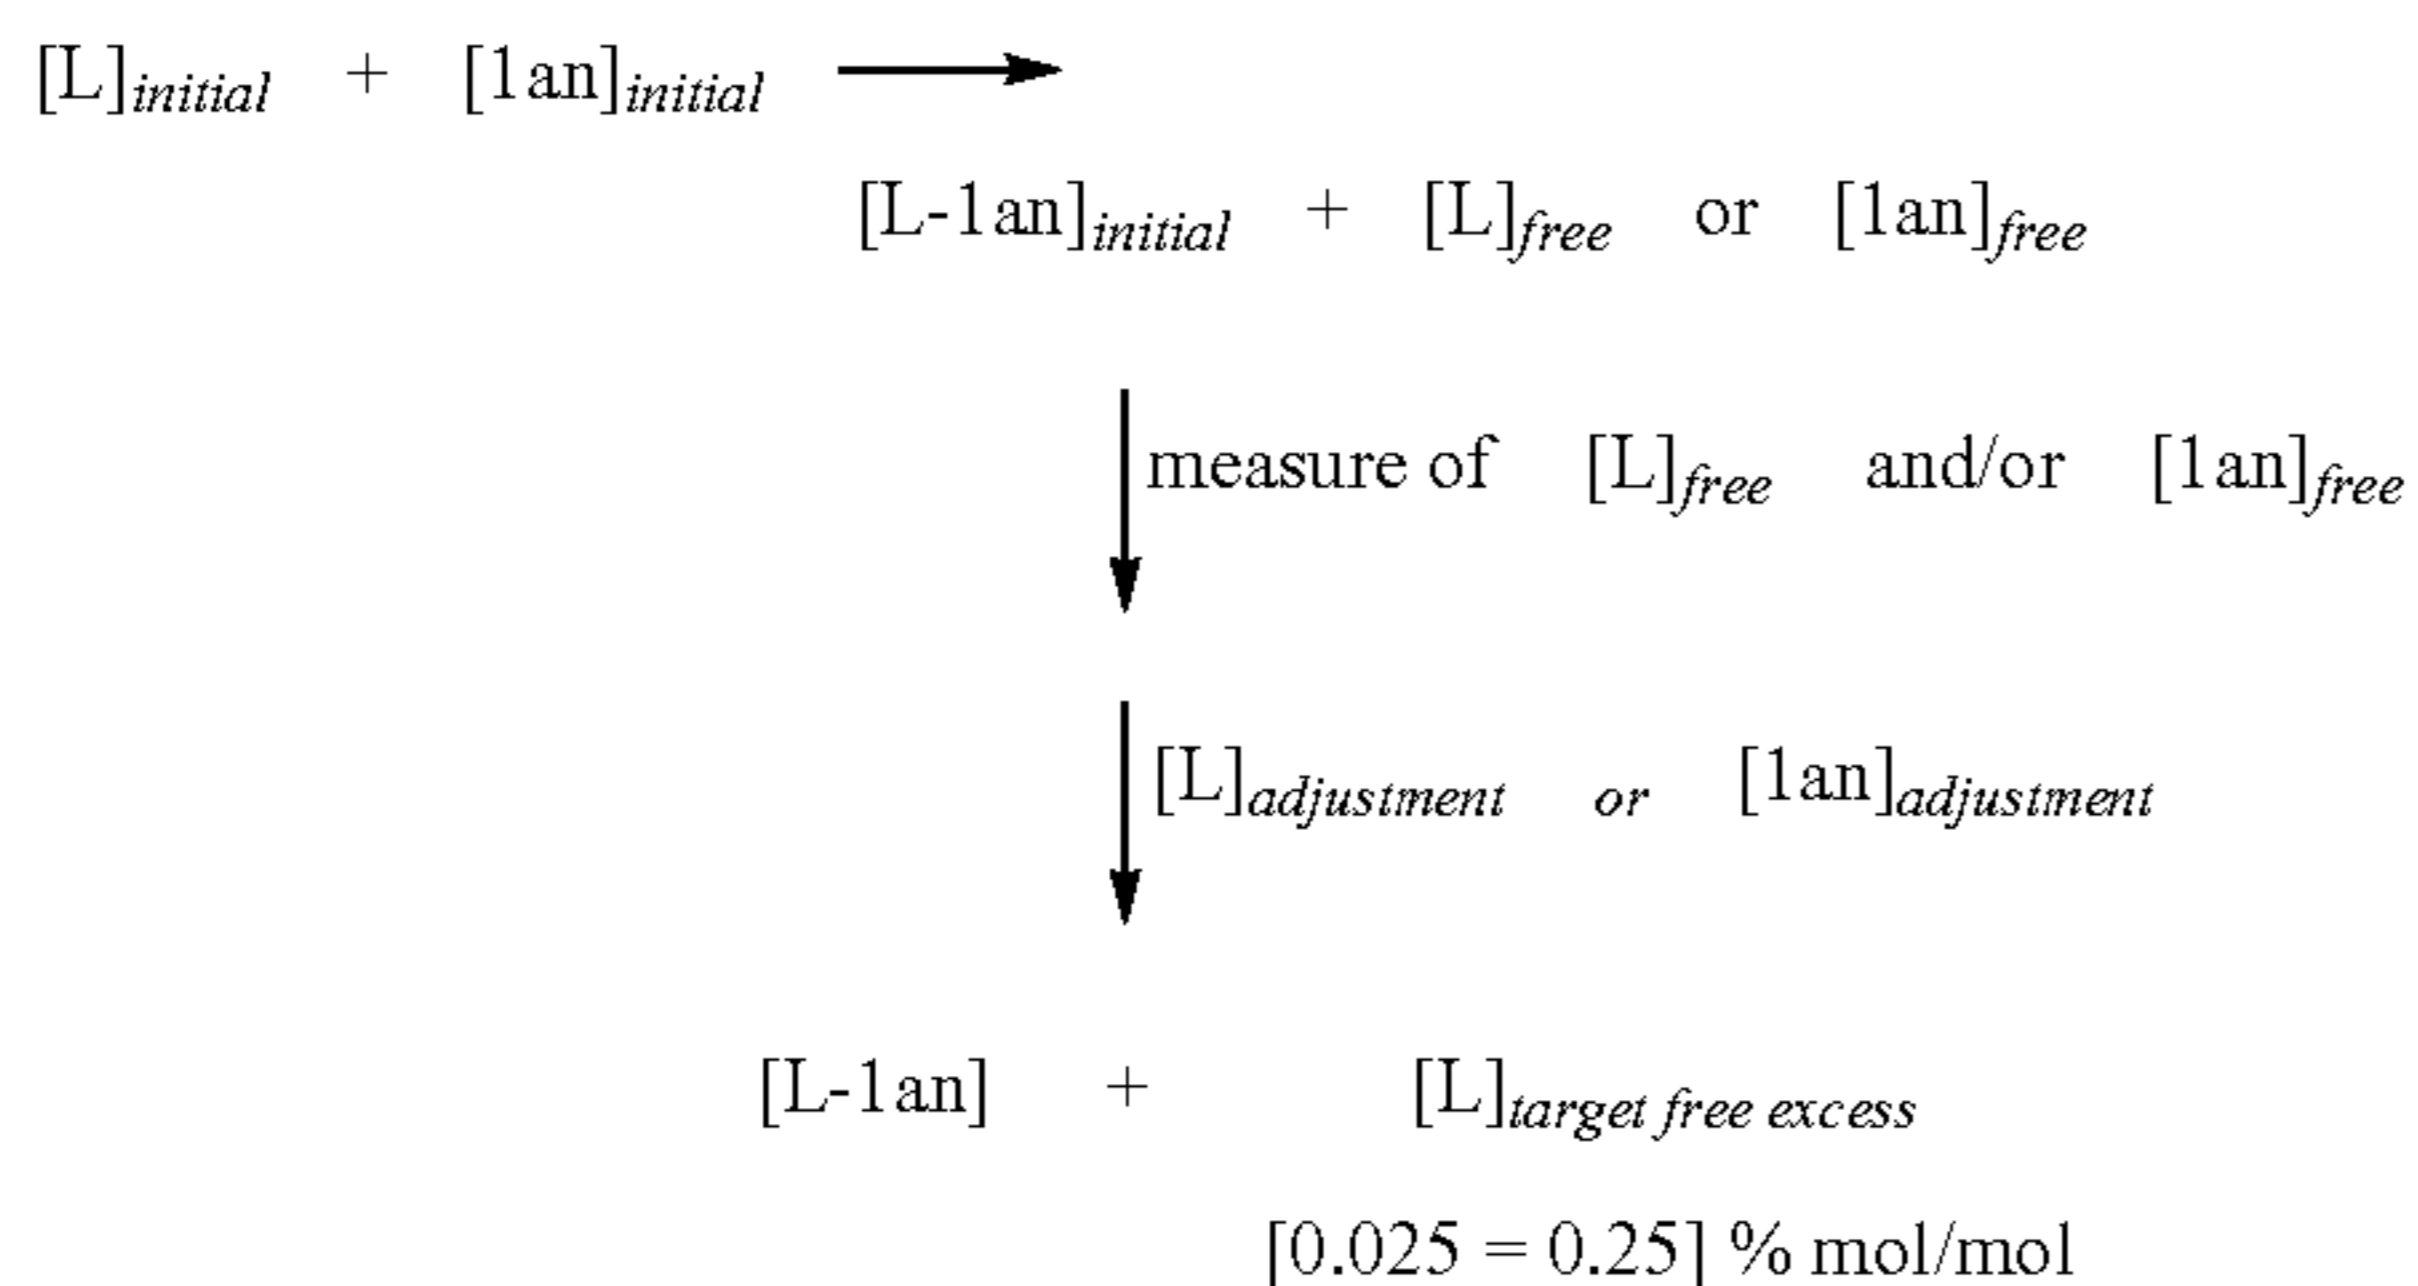 [L]initial + [1an]initial
[L-1an]initial + [L]free or [1an]free
measure of [L]free and/or [1an]free
[L]adjustment or [1an]adjustment
[L-1an] + [L]target free excess
[0.025 = 0.25] % mol/mol